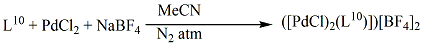 L¹⁰ + PdCl₂ + NaBF₄ MeCN N₂ atm ([PdCl)₂(L¹⁰)])[BF₄]₂